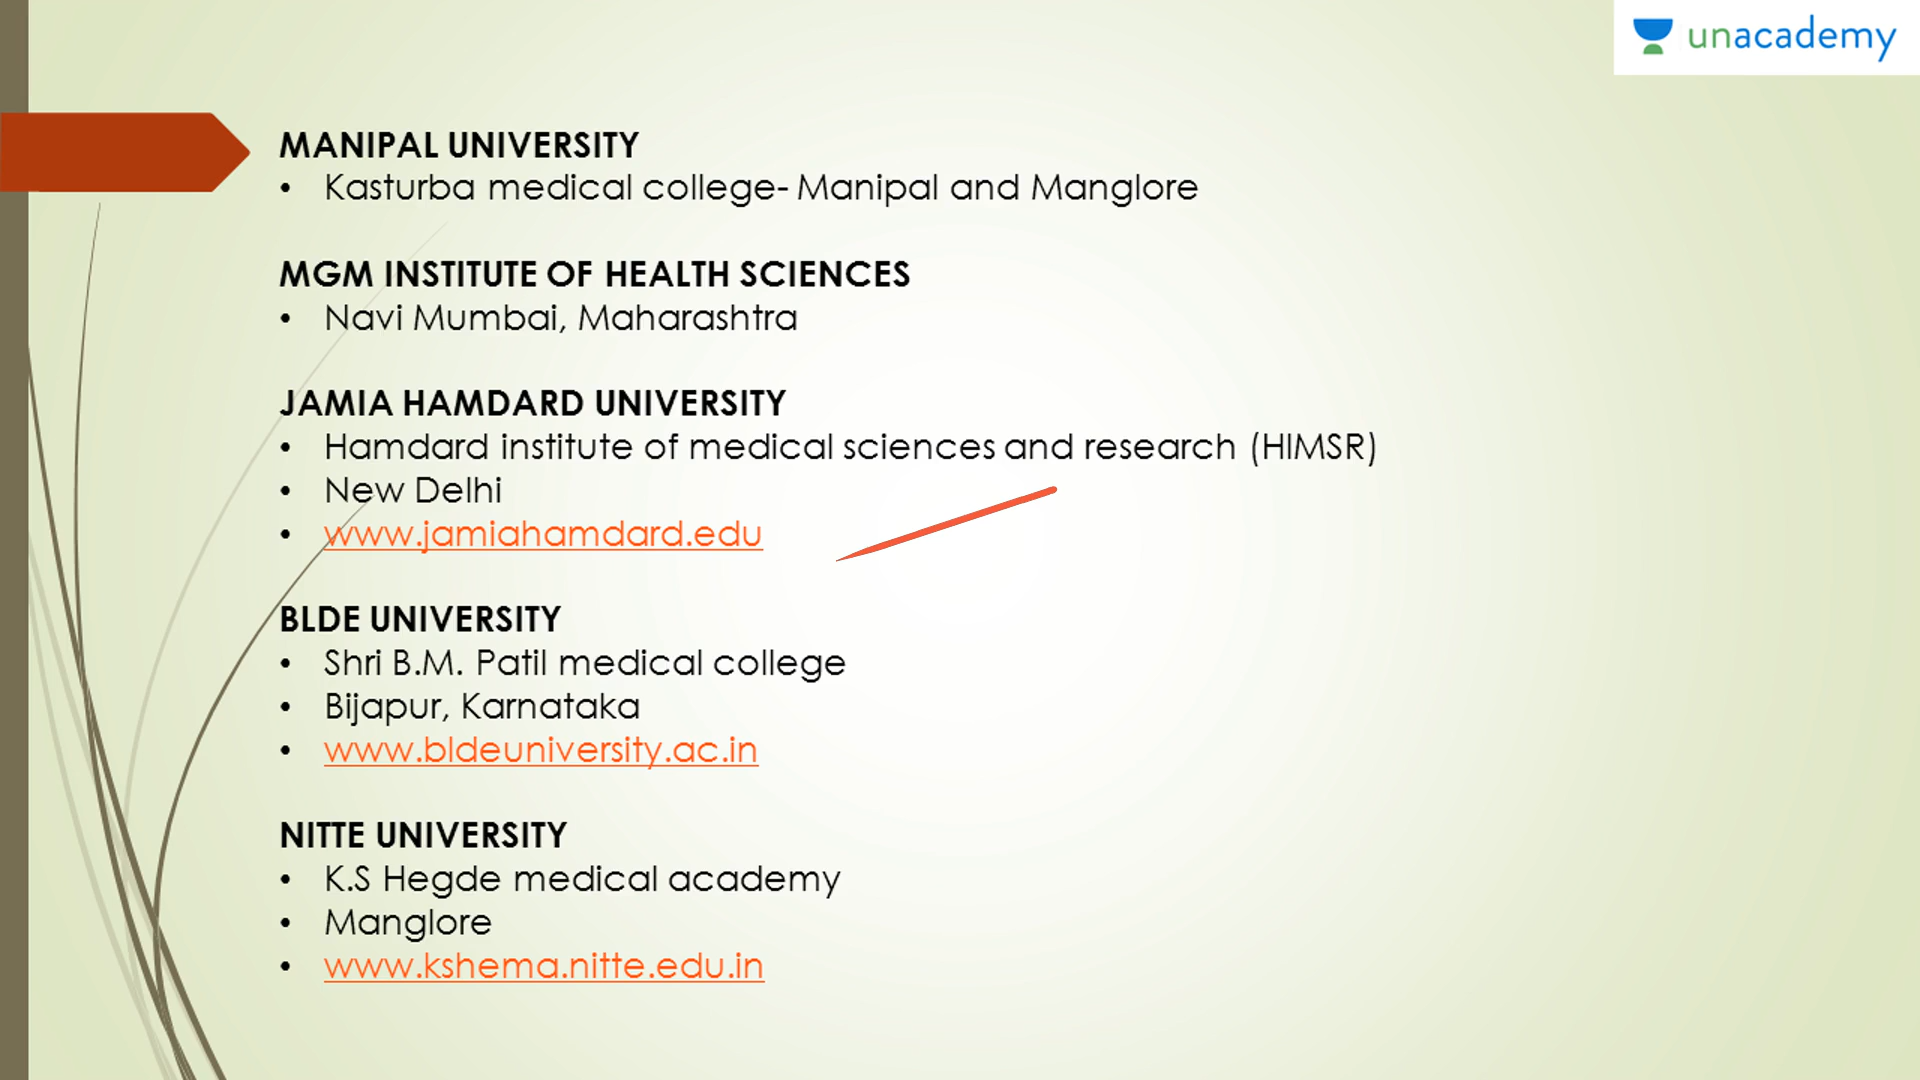 unacademy
MANIPAL UNIVERSITY
• Kasturba medical college- Manipal and Manglore
MGM INSTITUTE OF HEALTH SCIENCES
• Navi Mumbai, Maharashtra
JAMIA HAMDARD UNIVERSITY
• Hamdard institute of medical sciences and research (HIMSR)
• New Delhi
• www.jamiahamdard.edu
BLDE UNIVERSITY
• Shri B.M. Patil medical college
• Bijapur, Karnataka
• www.bldeuniversity.ac.in
NITTE UNIVERSITY
• K.S Hegde medical academy
• Manglore
• www.kshema.nitte.edu.in